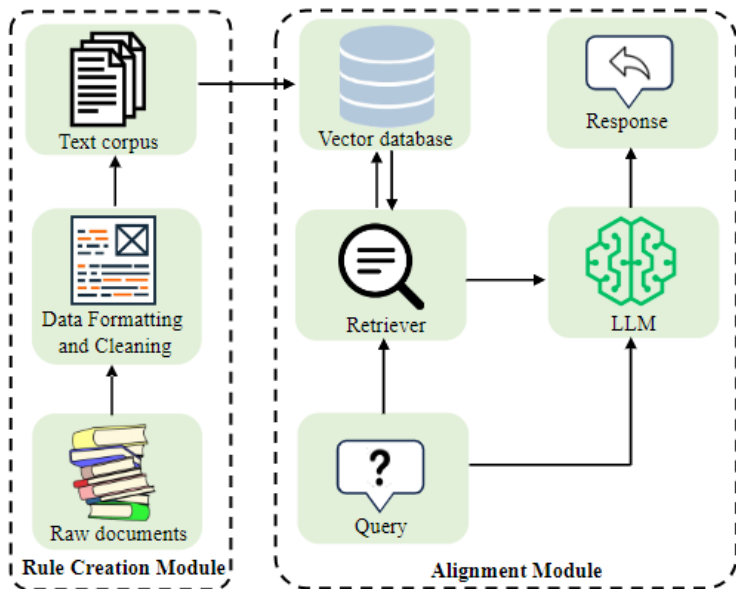 Text corpus
Data Formatting
and Cleaning
Raw documents
Rule Creation Module
Vector database
Response
Retriever
LLM
?
Query
Alignment Module